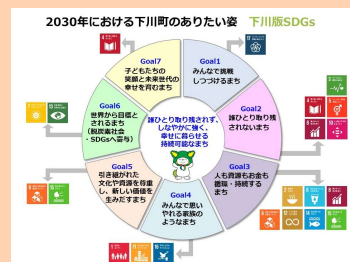 2030年における下川町のありたい姿 下川版SDGs
Goal1
みんなで挑戦
しつづけるまち
Goal2
誰ひとり取り残
されないまち
Goal3
人も資源もお金も
循環・持続する
まち
Goal4
みんなで思い
やれる家族の
ようなまち
Goal5
引き継がれた
文化や資源を尊重
し、新しい価値を
生みだすまち
Goal6
世界から目標と
されるまち
(脱炭素社会
・SDGsへ寄与)
Goal7
子どもたちの
笑顔と未来世代の
幸せを育むまち
誰ひとり取り残されず、
しなやかに強く、
幸せに暮らせる
持続可能なまち